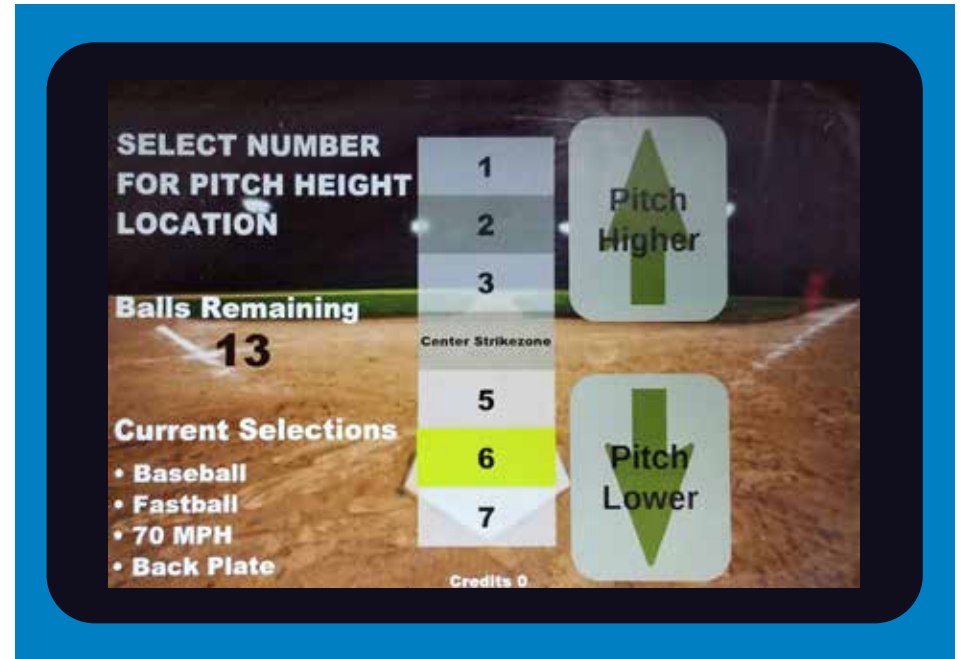 SELECT NUMBER
FOR PITCH HEIGHT
LOCATION
Balls Remaining
13
Current Selections
• Baseball
• Fastball
• 70 MPH
• Back Plate
1
2
3
Center Strikezone
5
6
7
Credits 0
Pitch
Higher
Pitch
Lower